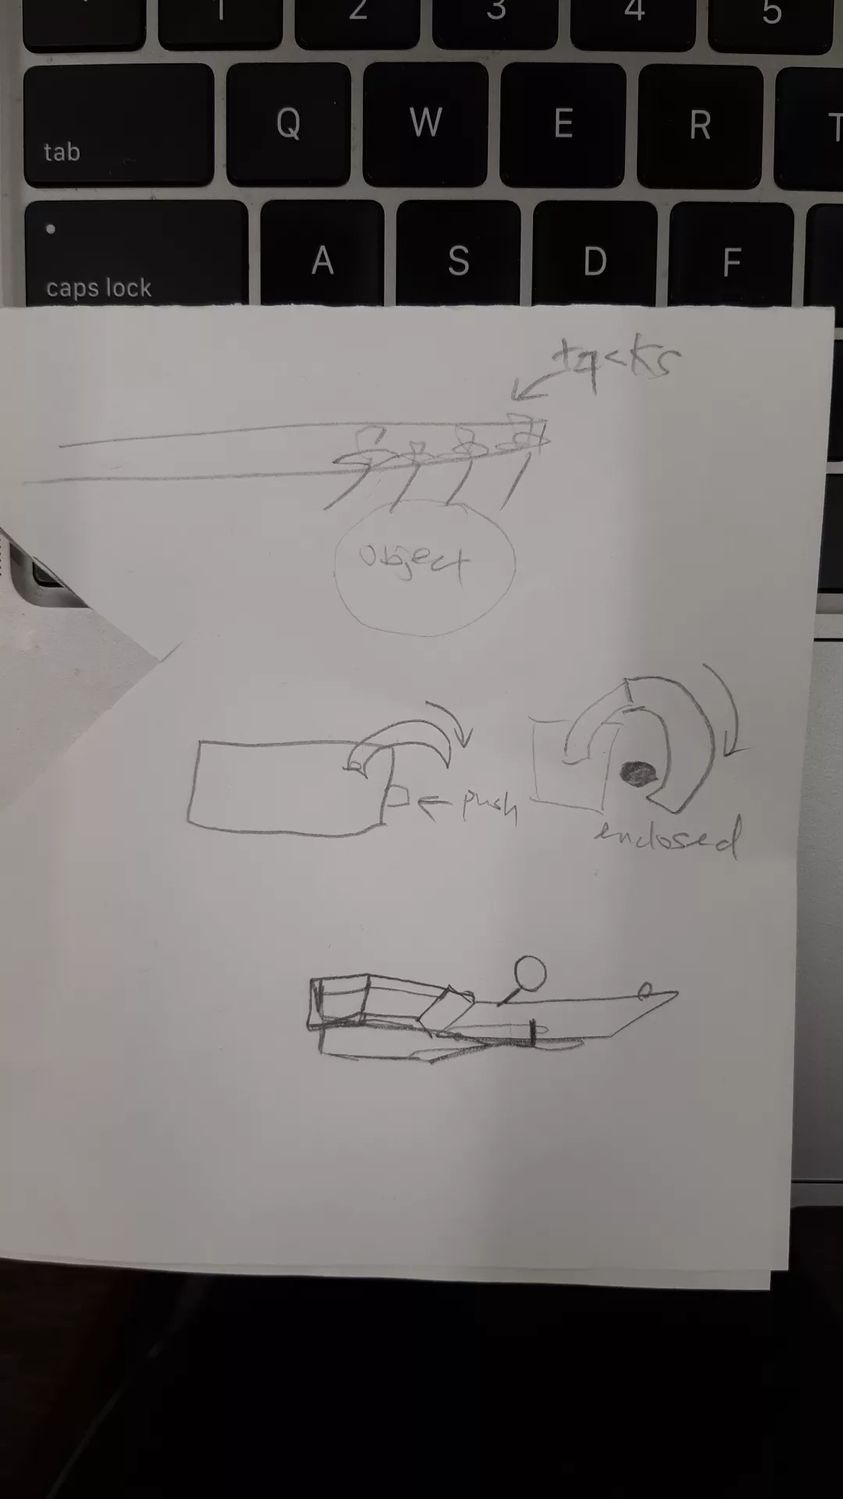 1 2 3 4 5
tab Q W E R T
A S D F
caps lock
tacks
object
push
enclosed